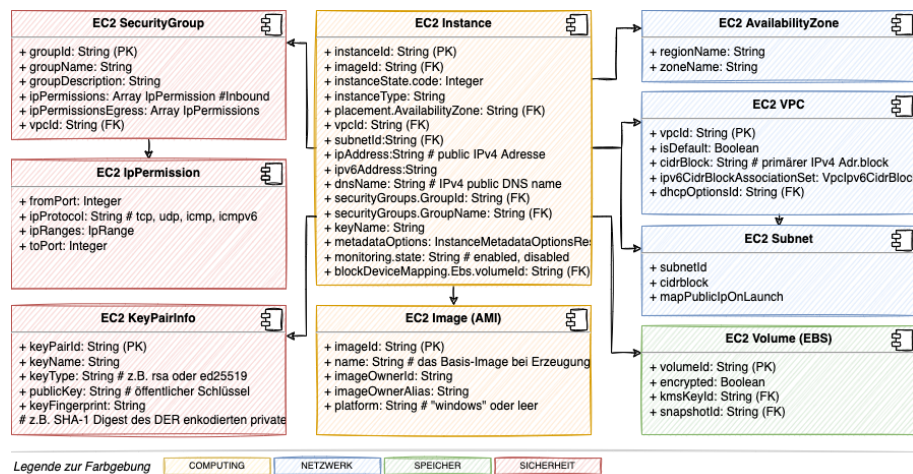 EC2 SecurityGroup
+ groupId: String (PK)
+ groupName: String
+ groupDescription: String
+ ipPermissions: Array IpPermission #Inbound
+ ipPermissionsEgress: Array IpPermissions
+ vpcId: String (FK)
EC2 IpPermission
+ fromPort: Integer
+ ipProtocol: String # tcp, udp, icmp, icmpv6
+ ipRanges: IpRange
+ toPort: Integer
EC2 KeyPairInfo
+ keyPairId: String (PK)
+ keyName: String
+ keyType: String # z.B. rsa oder ed25519
+ publicKey: String # öffentlicher Schlüssel
+ keyFingerprint: String
# z.B. SHA-1 Digest des DER enkodierten private
EC2 Instance
+ instanceId: String (PK)
+ imageId: String (FK)
+ instanceState.code: Integer
+ instanceType: String
+ placement.AvailabilityZone: String (FK)
+ vpcId: String (FK)
+ subnetId:String (FK)
+ ipAddress:String # public IPv4 Adresse
+ ipv6Address:String
+ dnsName: String # IPv4 public DNS name
+ securityGroups.GroupId: String (FK)
+ securityGroups.GroupName: String (FK)
+ keyName: String
+ metadataOptions: InstanceMetadataOptionsRes
+ monitoring.state: String # enabled, disabled
+ blockDeviceMapping.Ebs.volumeId: String (FK)
EC2 Image (AMI)
+ imageId: String (PK)
+ name: String # das Basis-Image bei Erzeugung
+ imageOwnerId: String
+ imageOwnerAlias: String
+ platform: String # "windows" oder leer
EC2 AvailabilityZone
+ regionName: String
+ zoneName: String
EC2 VPC
+ vpcId: String (PK)
+ isDefault: Boolean
+ cidrBlock: String # primärer IPv4 Adr.block
+ ipv6CidrBlockAssociationSet: VpcIpv6CidrBloc
+ dhcpOptionsId: String (FK)
EC2 Subnet
+ subnetId
+ cidrblock
+ mapPublicIpOnLaunch
EC2 Volume (EBS)
+ volumeId: String (PK)
+ encrypted: Boolean
+ kmsKeyId: String (FK)
+ snapshotId: String (FK)
Legende zur Farbgebung COMPUTING NETZWERK SPEICHER SICHERHEIT